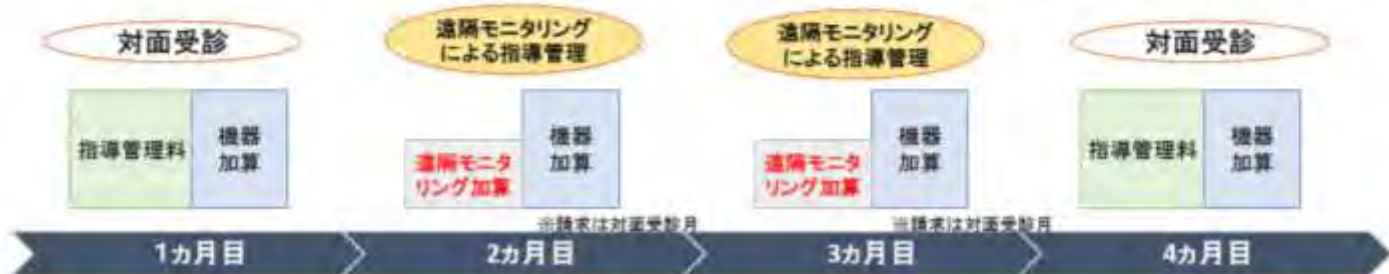 対面受診
遠隔モニタリング
による指導管理
遠隔モニタリング
による指導管理
対面受診
指導管理料
機器
加算
遠隔モニタ
リング加算
機器
加算
遠隔モニタ
リング加算
機器
加算
指導管理料
機器
加算
※請求は対面受診月
※請求は対面受診月
1カ月目
2カ月目
3カ月目
4カ月目